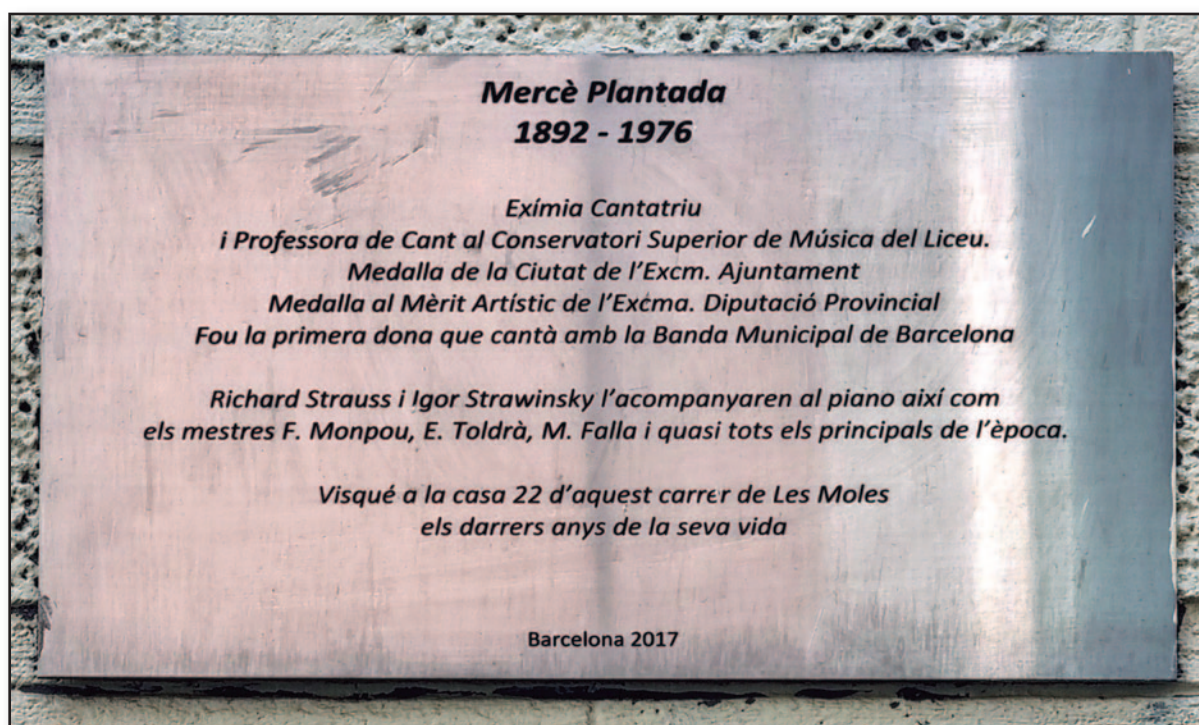 Mercè Plantada
1892 - 1976
Exímia Cantatriu
i Professora de Cant al Conservatori Superior de Música del Liceu.
Medalla de la Ciutat de l'Excm. Ajuntament
Medalla al Mèrit Artístic de l'Excma. Diputació Provincial
Fou la primera dona que cantà amb la Banda Municipal de Barcelona
Richard Strauss i Igor Strawinsky l'acompanyaren al piano així com
els mestres F. Monpou, E. Toldrà, M. Falla i quasi tots els principals de l'època.
Visqué a la casa 22 d'aquest carrer de Les Moles
els darrers anys de la seva vida
Barcelona 2017